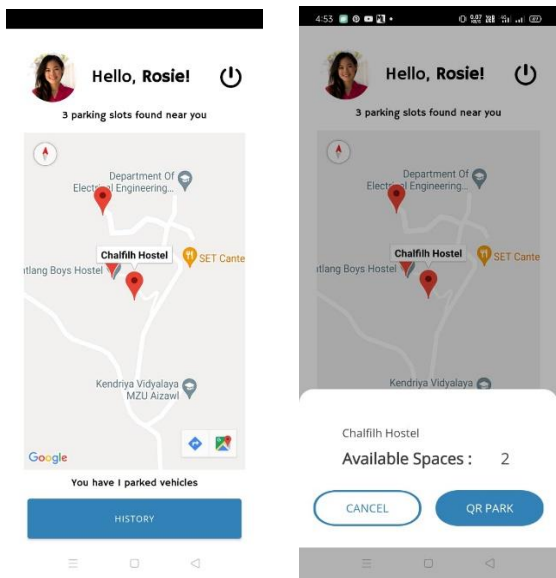 Hello, Rosie!
3 parking slots found near you
Department Of
Electrical Engineering...
Chalfilh Hostel
SET Cante
tlang Boys Hostel
Kendriya Vidyalaya
MZU Aizawl
Google
You have 1 parked vehicles
HISTORY
4:53
Hello, Rosie!
3 parking slots found near you
Department Of
Electrical Engineering...
Chalfilh Hostel
SET Cante
tlang Boys Hostel
Kendriya Vidyalaya
MZU Aizawl
Chalfilh Hostel
Available Spaces : 2
CANCEL
QR PARK